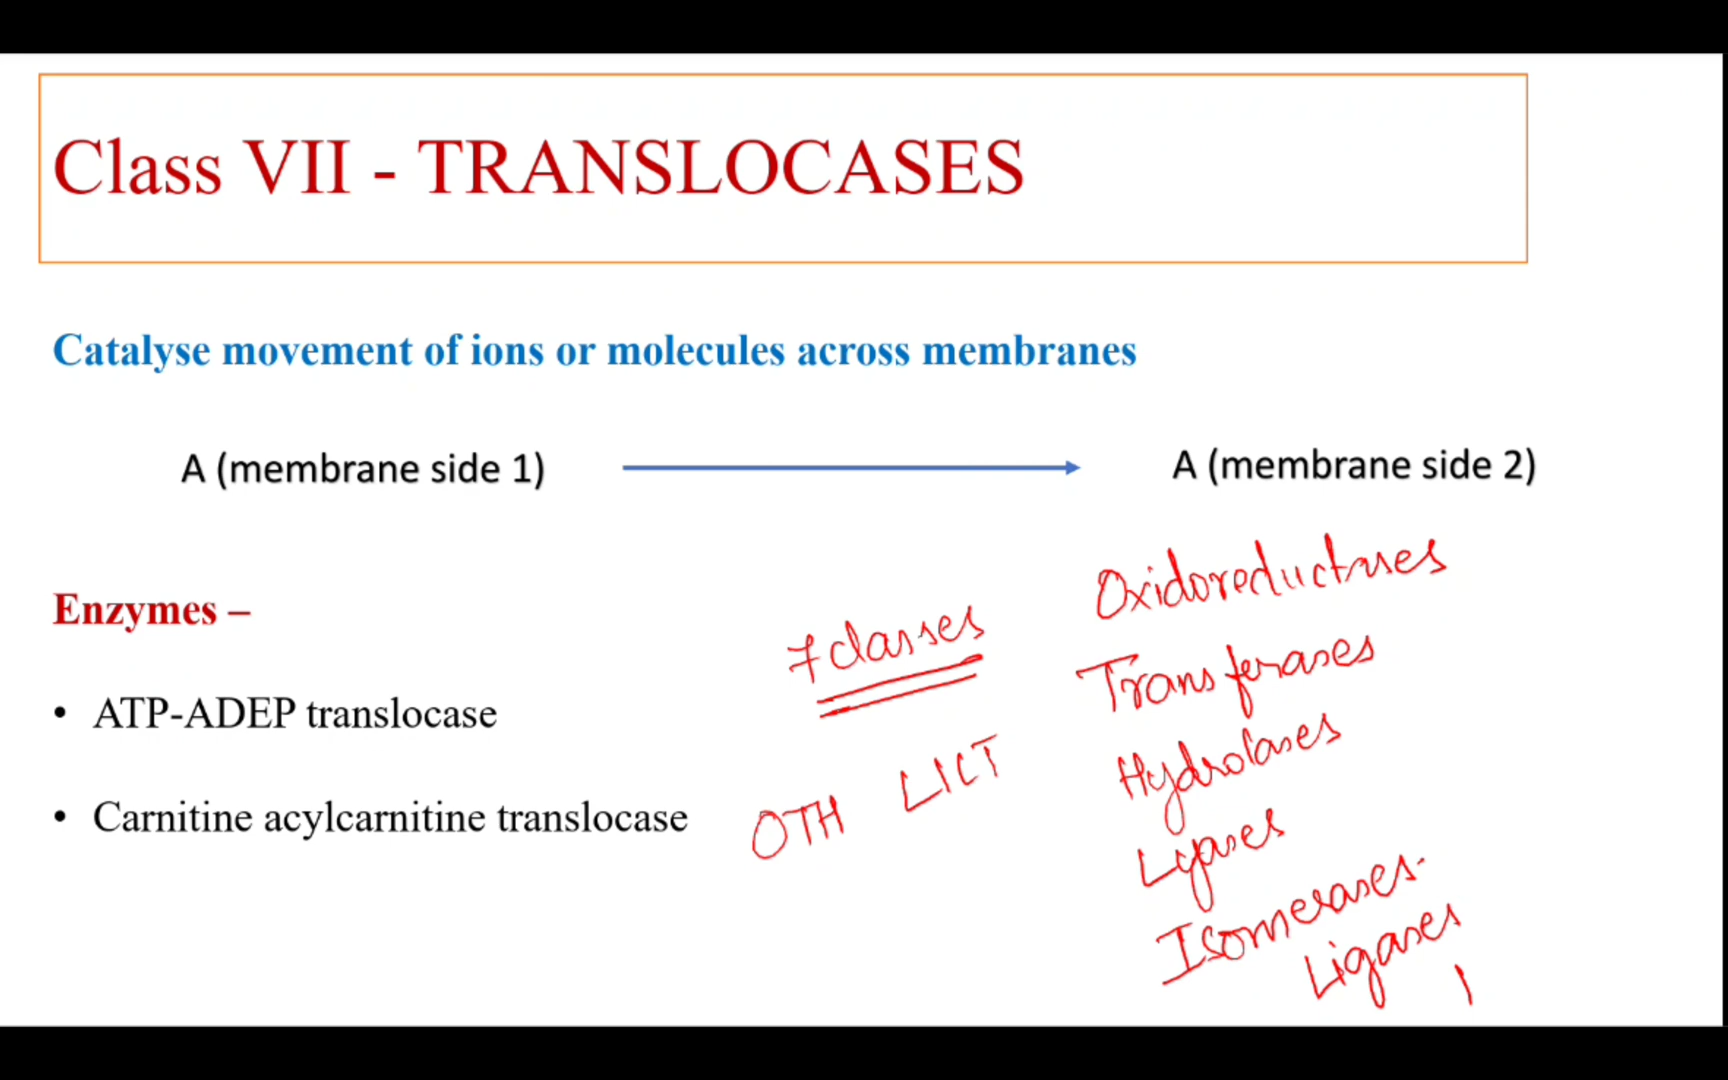 Class VII - TRANSLOCASES
Catalyse movement of ions or molecules across membranes
A (membrane side 1)
A (membrane side 2)
Enzymes –
• ATP-ADEP translocase
• Carnitine acylcarnitine translocase
7 classes
OTH LILT
Oxidoreductases
Transferases
Hydrolases
Lyases
Isomerases.
Ligases